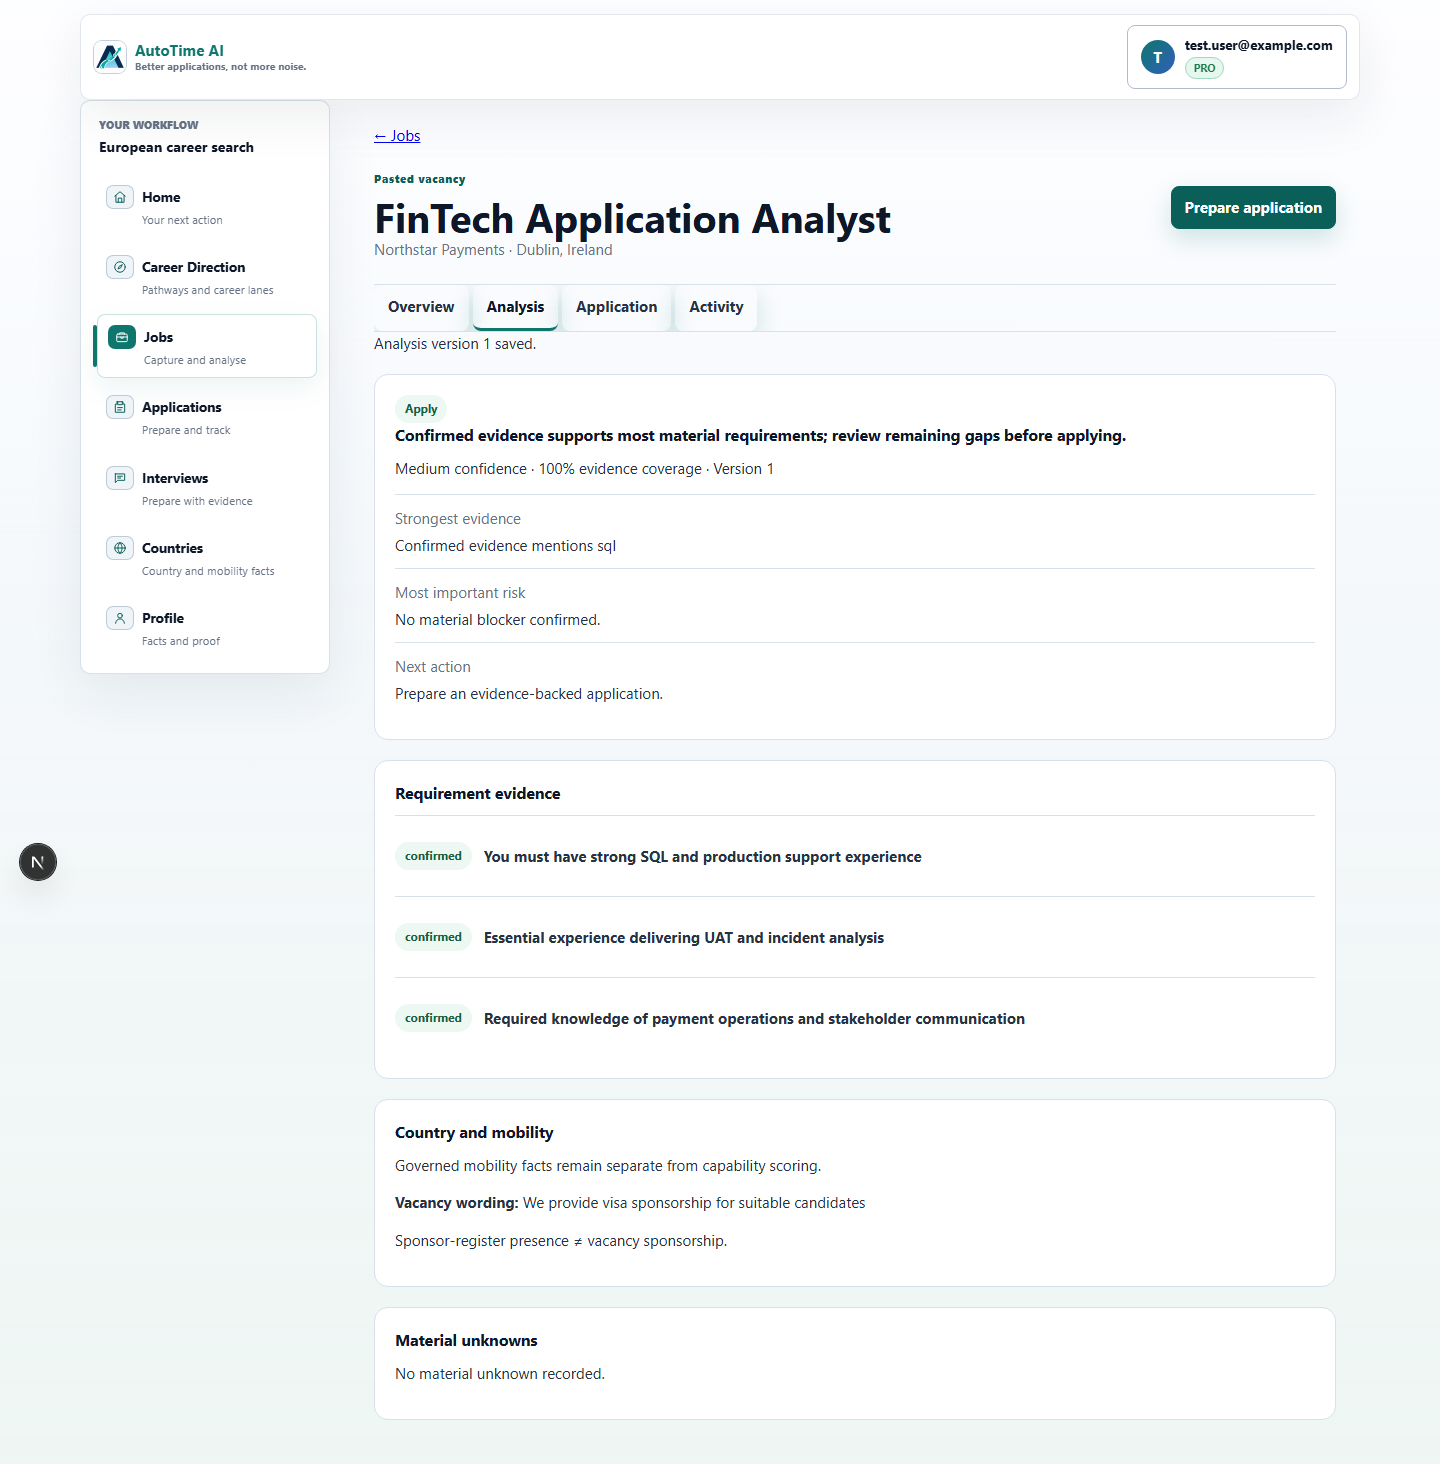 AutoTime AI
Better applications, not more noise.
T
test.user@example.com
PRO
YOUR WORKFLOW
European career search
Home
Your next action
Career Direction
Pathways and career lanes
Jobs
Capture and analyse
Applications
Prepare and track
Interviews
Prepare with evidence
Countries
Country and mobility facts
Profile
Facts and proof
N
← Jobs
Pasted vacancy
FinTech Application Analyst
Northstar Payments · Dublin, Ireland
Prepare application
Overview
Analysis
Application
Activity
Analysis version 1 saved.
Apply
Confirmed evidence supports most material requirements; review remaining gaps before applying.
Medium confidence · 100% evidence coverage · Version 1
Strongest evidence
Confirmed evidence mentions sql
Most important risk
No material blocker confirmed.
Next action
Prepare an evidence-backed application.
Requirement evidence
confirmed You must have strong SQL and production support experience
confirmed Essential experience delivering UAT and incident analysis
confirmed Required knowledge of payment operations and stakeholder communication
Country and mobility
Governed mobility facts remain separate from capability scoring.
Vacancy wording: We provide visa sponsorship for suitable candidates
Sponsor-register presence ≠ vacancy sponsorship.
Material unknowns
No material unknown recorded.